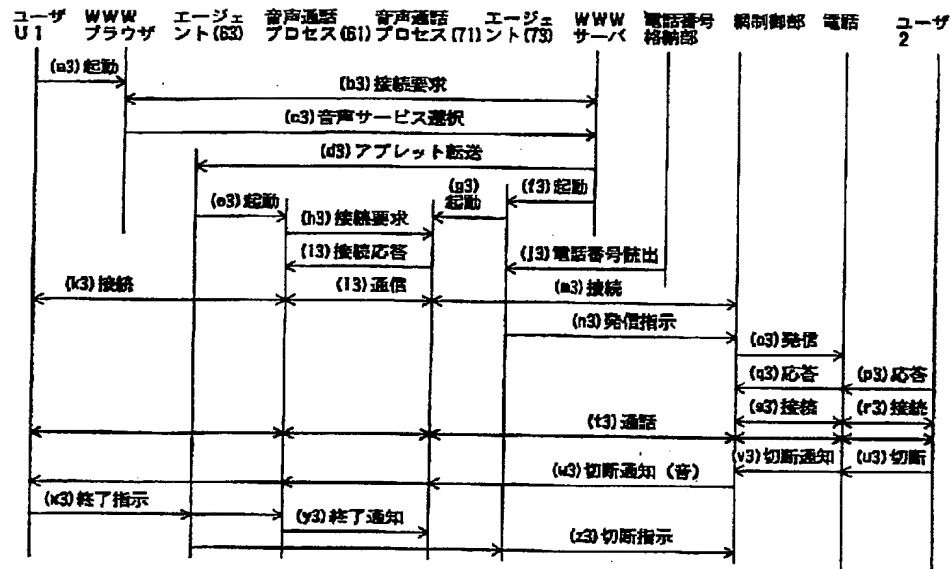 ユーザ
U1
WWW
ブラウザ
エージェ
ント(63)
音声通話
プロセス(61)
音声通話
プロセス(71)
エージェ
ント(73)
WWW
サーバ
電話番号
格納部
網制御部
電話
ユーザ
2
(a3)起動
(b3)接続要求
(c3)音声サービス選択
(d3)アプレット転送
(e3)起動
(g3)
起動
(f3)起動
(h3)接続要求
(i3)接続応答
(j3)電話番号読出
(k3)接続
(l3)通信
(m3)接続
(n3)発信指示
(o3)発信
(q3)応答
(p3)応答
(s3)接続
(r3)接続
(t3)通話
(v3)切断通知
(u3)切断
(w3)切断通知（音）
(x3)終了指示
(y3)終了通知
(z3)切断指示